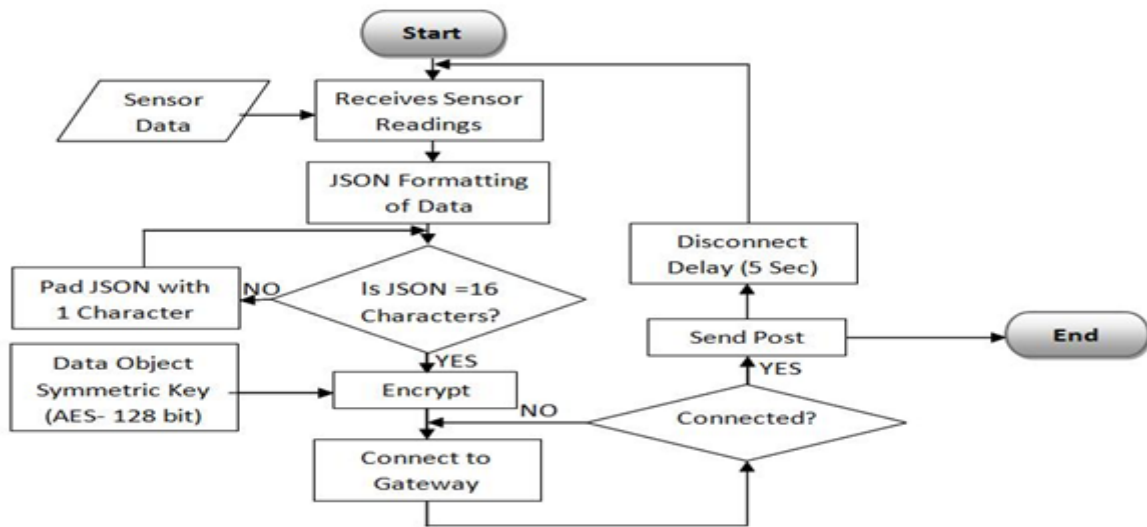 Start
Sensor
Data
Receives Sensor
Readings
JSON Formatting
of Data
Pad JSON with
1 Character
NO
Is JSON =16
Characters?
YES
Data Object
Symmetric Key
(AES- 128 bit)
Encrypt
Connect to
Gateway
NO
Connected?
YES
Send Post
Disconnect
Delay (5 Sec)
End